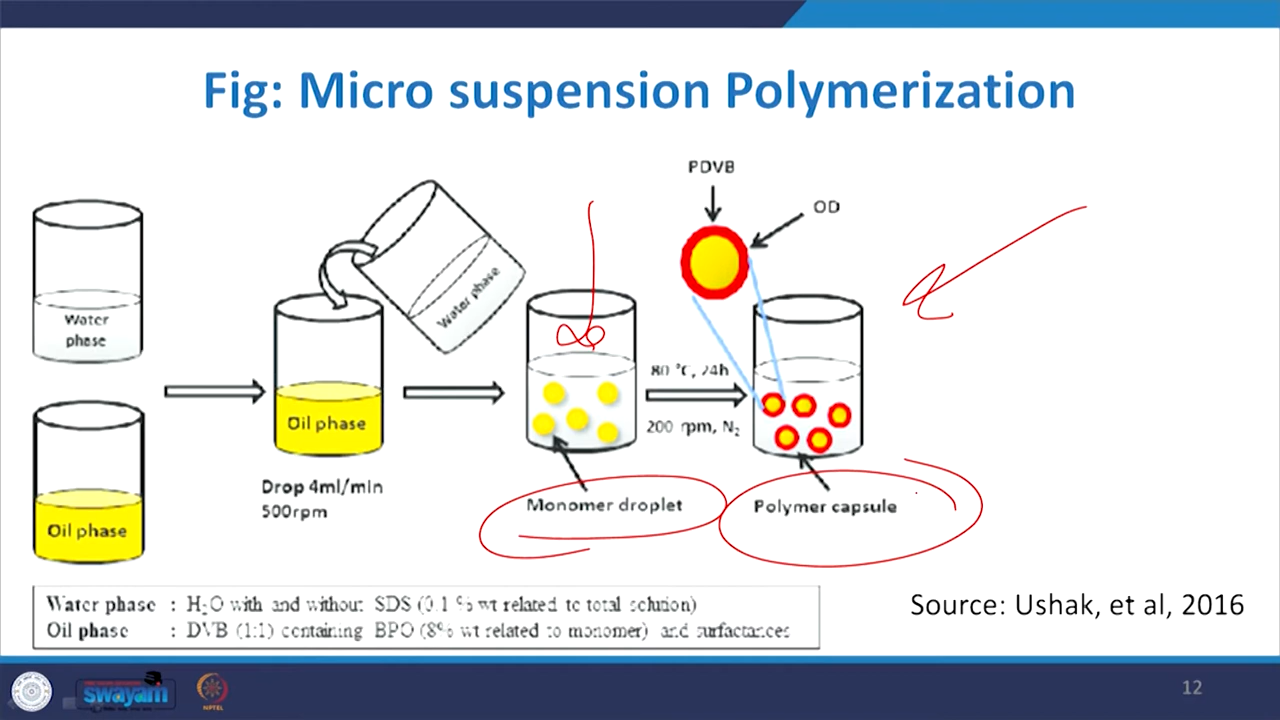 Fig: Micro suspension Polymerization
PDVB
OD
Water
phase
Water phase
Oil phase
80 °C, 24h
200 rpm, N2
Oil phase
Drop 4ml/min
500rpm
Monomer droplet
Polymer capsule
Water phase : H2O with and without SDS (0.1 % wt related to total solution)
Oil phase : DVB (1:1) containing BPO (8% wt related to monomer) and surfactances
Source: Ushak, et al, 2016
swayam
NPTEL
12